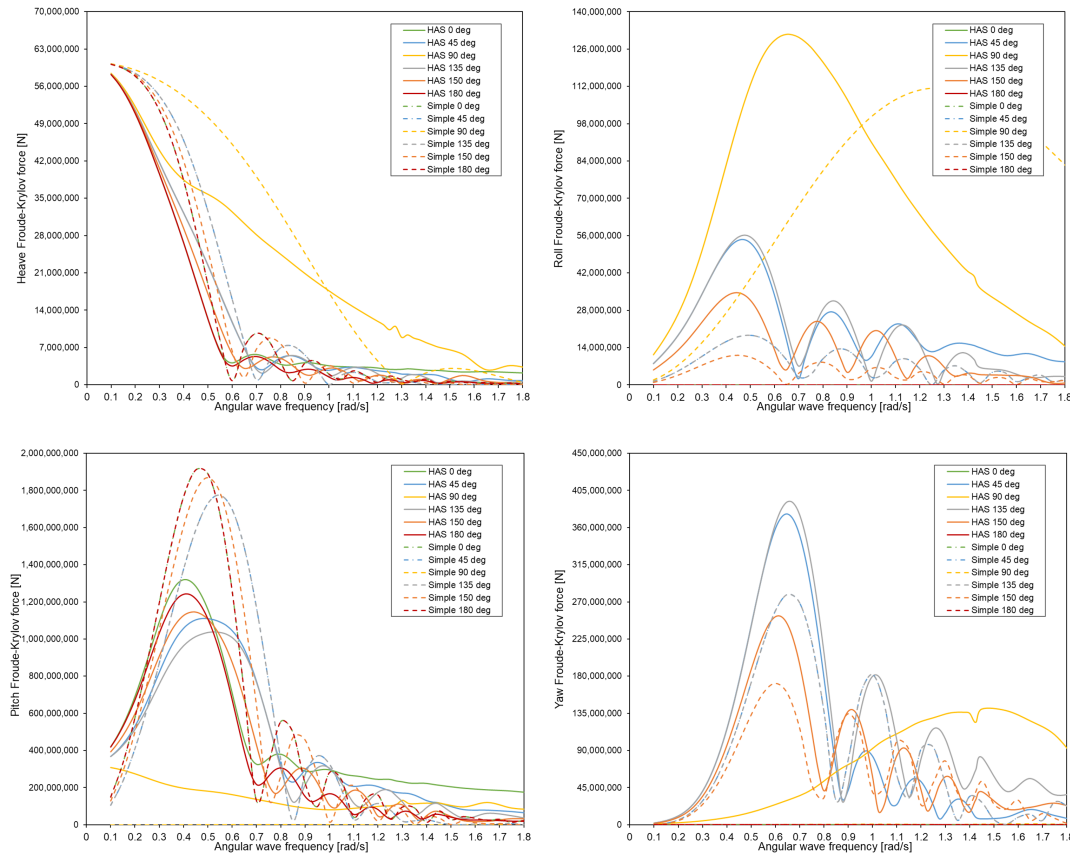 70,000,000
63,000,000
56,000,000
49,000,000
42,000,000
35,000,000
28,000,000
21,000,000
14,000,000
7,000,000
0
Heave Froude-Krylov force [N]
0 0.1 0.2 0.3 0.4 0.5 0.6 0.7 0.8 0.9 1 1.1 1.2 1.3 1.4 1.5 1.6 1.7 1.8
Angular wave frequency [rad/s]
HAS 0 deg
HAS 45 deg
HAS 90 deg
HAS 135 deg
HAS 150 deg
HAS 180 deg
Simple 0 deg
Simple 45 deg
Simple 90 deg
Simple 135 deg
Simple 150 deg
Simple 180 deg
140,000,000
126,000,000
112,000,000
98,000,000
84,000,000
70,000,000
56,000,000
42,000,000
28,000,000
14,000,000
0
Roll Froude-Krylov force [N]
0 0.1 0.2 0.3 0.4 0.5 0.6 0.7 0.8 0.9 1 1.1 1.2 1.3 1.4 1.5 1.6 1.7 1.8
Angular wave frequency [rad/s]
HAS 0 deg
HAS 45 deg
HAS 90 deg
HAS 135 deg
HAS 150 deg
HAS 180 deg
Simple 0 deg
Simple 45 deg
Simple 90 deg
Simple 135 deg
Simple 150 deg
Simple 180 deg
2,000,000,000
1,800,000,000
1,600,000,000
1,400,000,000
1,200,000,000
1,000,000,000
800,000,000
600,000,000
400,000,000
200,000,000
0
Pitch Froude-Krylov force [N]
0 0.1 0.2 0.3 0.4 0.5 0.6 0.7 0.8 0.9 1 1.1 1.2 1.3 1.4 1.5 1.6 1.7 1.8
Angular wave frequency [rad/s]
HAS 0 deg
HAS 45 deg
HAS 90 deg
HAS 135 deg
HAS 150 deg
HAS 180 deg
Simple 0 deg
Simple 45 deg
Simple 90 deg
Simple 135 deg
Simple 150 deg
Simple 180 deg
450,000,000
405,000,000
360,000,000
315,000,000
270,000,000
225,000,000
180,000,000
135,000,000
90,000,000
45,000,000
0
Yaw Froude-Krylov force [N]
0 0.1 0.2 0.3 0.4 0.5 0.6 0.7 0.8 0.9 1 1.1 1.2 1.3 1.4 1.5 1.6 1.7 1.8
Angular wave frequency [rad/s]
HAS 0 deg
HAS 45 deg
HAS 90 deg
HAS 135 deg
HAS 150 deg
HAS 180 deg
Simple 0 deg
Simple 45 deg
Simple 90 deg
Simple 135 deg
Simple 150 deg
Simple 180 deg